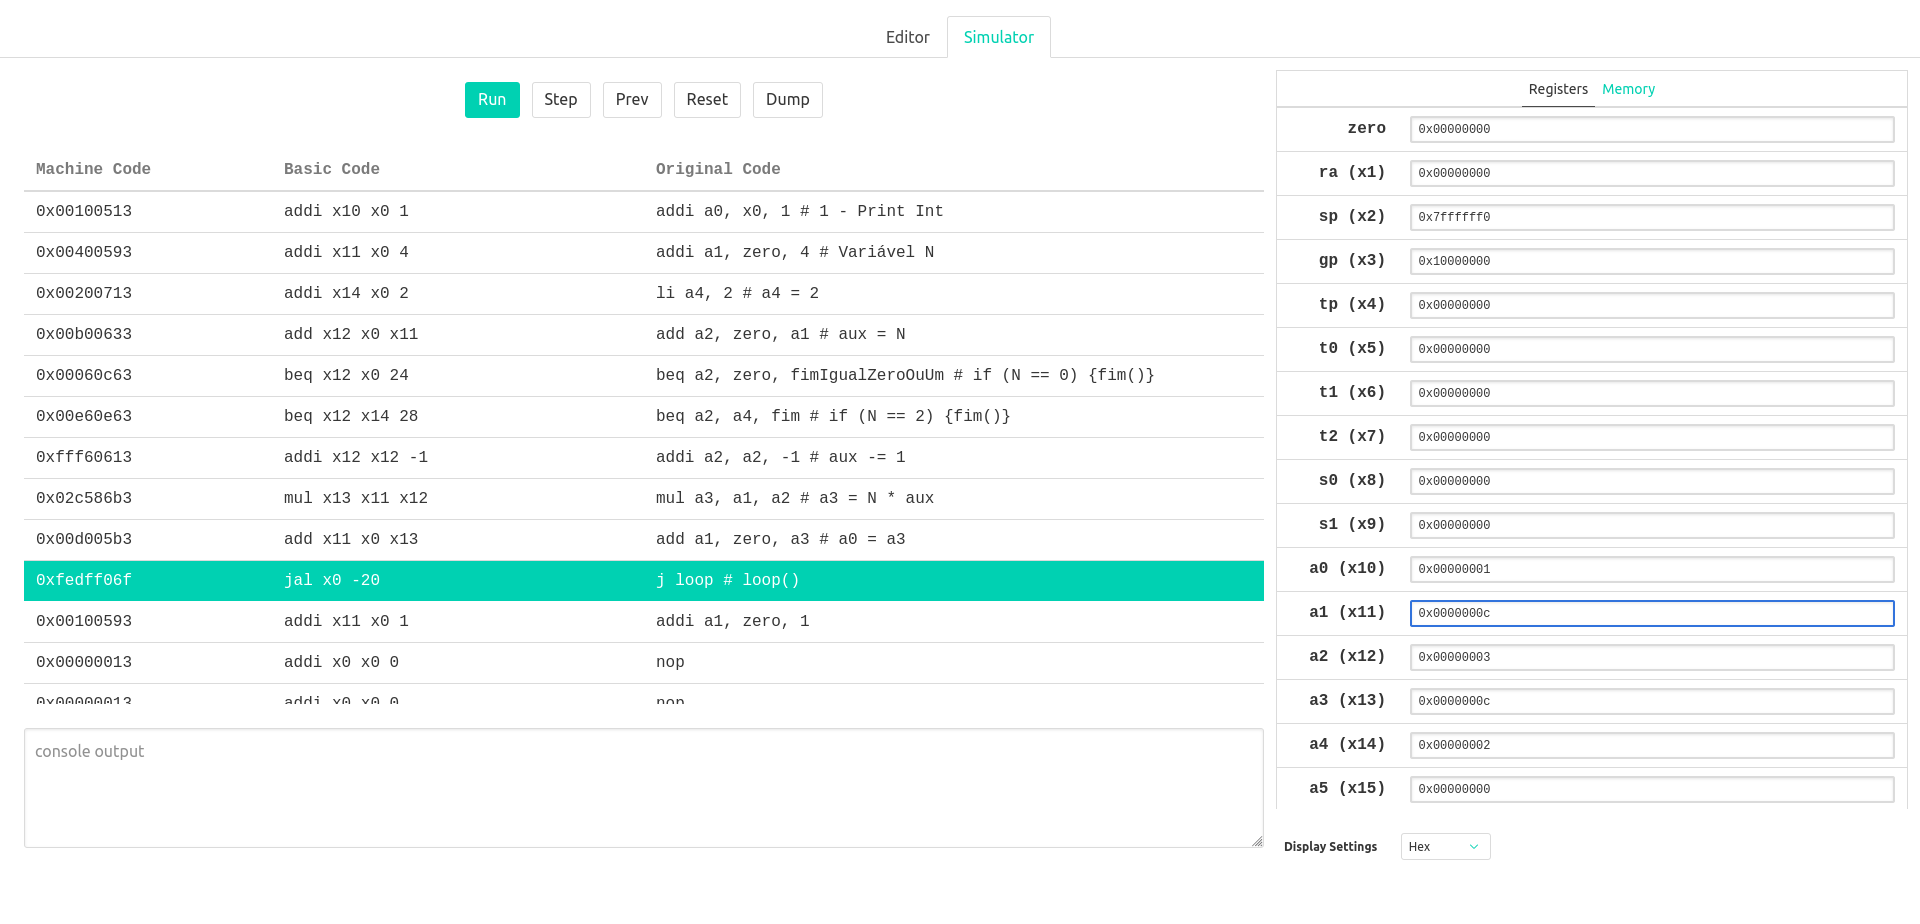 Editor Simulator
Run Step Prev Reset Dump
Machine Code Basic Code Original Code
0x00100513 addi x10 x0 1 addi a0, x0, 1 # 1 - Print Int
0x00400593 addi x11 x0 4 addi a1, zero, 4 # Variável N
0x00200713 addi x14 x0 2 li a4, 2 # a4 = 2
0x00b00633 add x12 x0 x11 add a2, zero, a1 # aux = N
0x00060c63 beq x12 x0 24 beq a2, zero, fimIgualZeroOuUm # if (N == 0) {fim()}
0x00e60e63 beq x12 x14 28 beq a2, a4, fim # if (N == 2) {fim()}
0xfff60613 addi x12 x12 -1 addi a2, a2, -1 # aux -= 1
0x02c586b3 mul x13 x11 x12 mul a3, a1, a2 # a3 = N * aux
0x00d005b3 add x11 x0 x13 add a1, zero, a3 # a0 = a3
0xfedff06f jal x0 -20 j loop # loop()
0x00100593 addi x11 x0 1 addi a1, zero, 1
0x00000013 addi x0 x0 0 nop
0x00000013 addi x0 x0 0 nop
console output
Registers Memory
zero 0x00000000
ra (x1) 0x00000000
sp (x2) 0x7ffffff0
gp (x3) 0x10000000
tp (x4) 0x00000000
t0 (x5) 0x00000000
t1 (x6) 0x00000000
t2 (x7) 0x00000000
s0 (x8) 0x00000000
s1 (x9) 0x00000000
a0 (x10) 0x00000001
a1 (x11) 0x0000000c
a2 (x12) 0x00000003
a3 (x13) 0x0000000c
a4 (x14) 0x00000002
a5 (x15) 0x00000000
Display Settings Hex